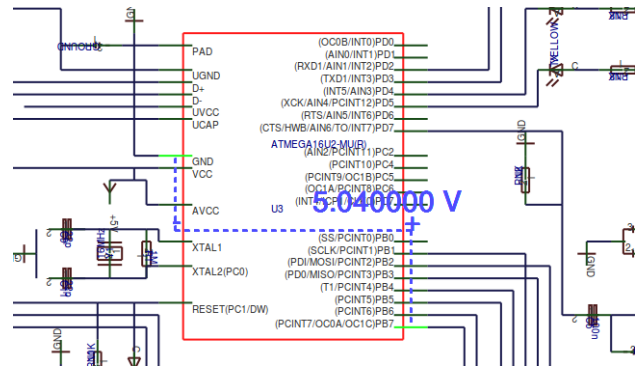 GND
GROUND
PAD
UGND
D+
D-
UVCC
UCAP
GND
VCC
AVCC
XTAL1
XTAL2(PC0)
RESET(PC1/DW)
(OC0B/INT0)PD0
(AIN0/INT1)PD1
(RXD1/AIN1/INT2)PD2
(TXD1/INT3)PD3
(INT5/AIN3)PD4
(XCK/AIN4/PCINT12)PD5
(RTS/AIN5/INT6)PD6
(CTS/HWB/AIN6/TO/INT7)PD7
ATMEGA16U2-MU(R)
(AIN2/PCINT11)PC2
(PCINT10)PC4
(PCINT9/OC1B)PC5
(OC1A/PCINT8)PC6
U3
5.040000 V
- +
(SS/PCINT0)PB0
(SCLK/PCINT1)PB1
(PDI/MOSI/PCINT2)PB2
(PD0/MISO/PCINT3)PB3
(T1/PCINT4)PB4
(PCINT5)PB5
(PCINT6)PB6
(PCINT7/OC0A/OC1C)PB7
YELLOW
C
GND
GND
+5V
1M
GND
C